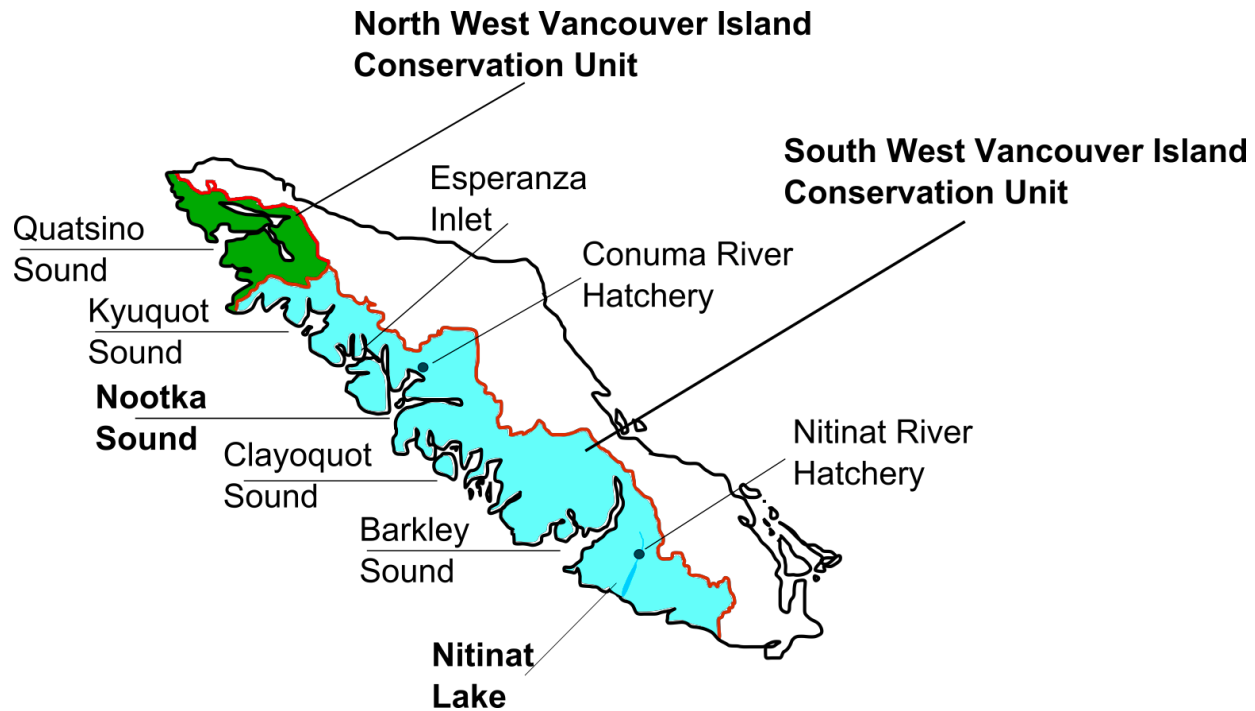 North West Vancouver Island
Conservation Unit
South West Vancouver Island
Conservation Unit
Esperanza
Inlet
Quatsino
Sound
Conuma River
Hatchery
Kyuquot
Sound
Nootka
Sound
Nitinat River
Hatchery
Clayoquot
Sound
Barkley
Sound
Nitinat
Lake